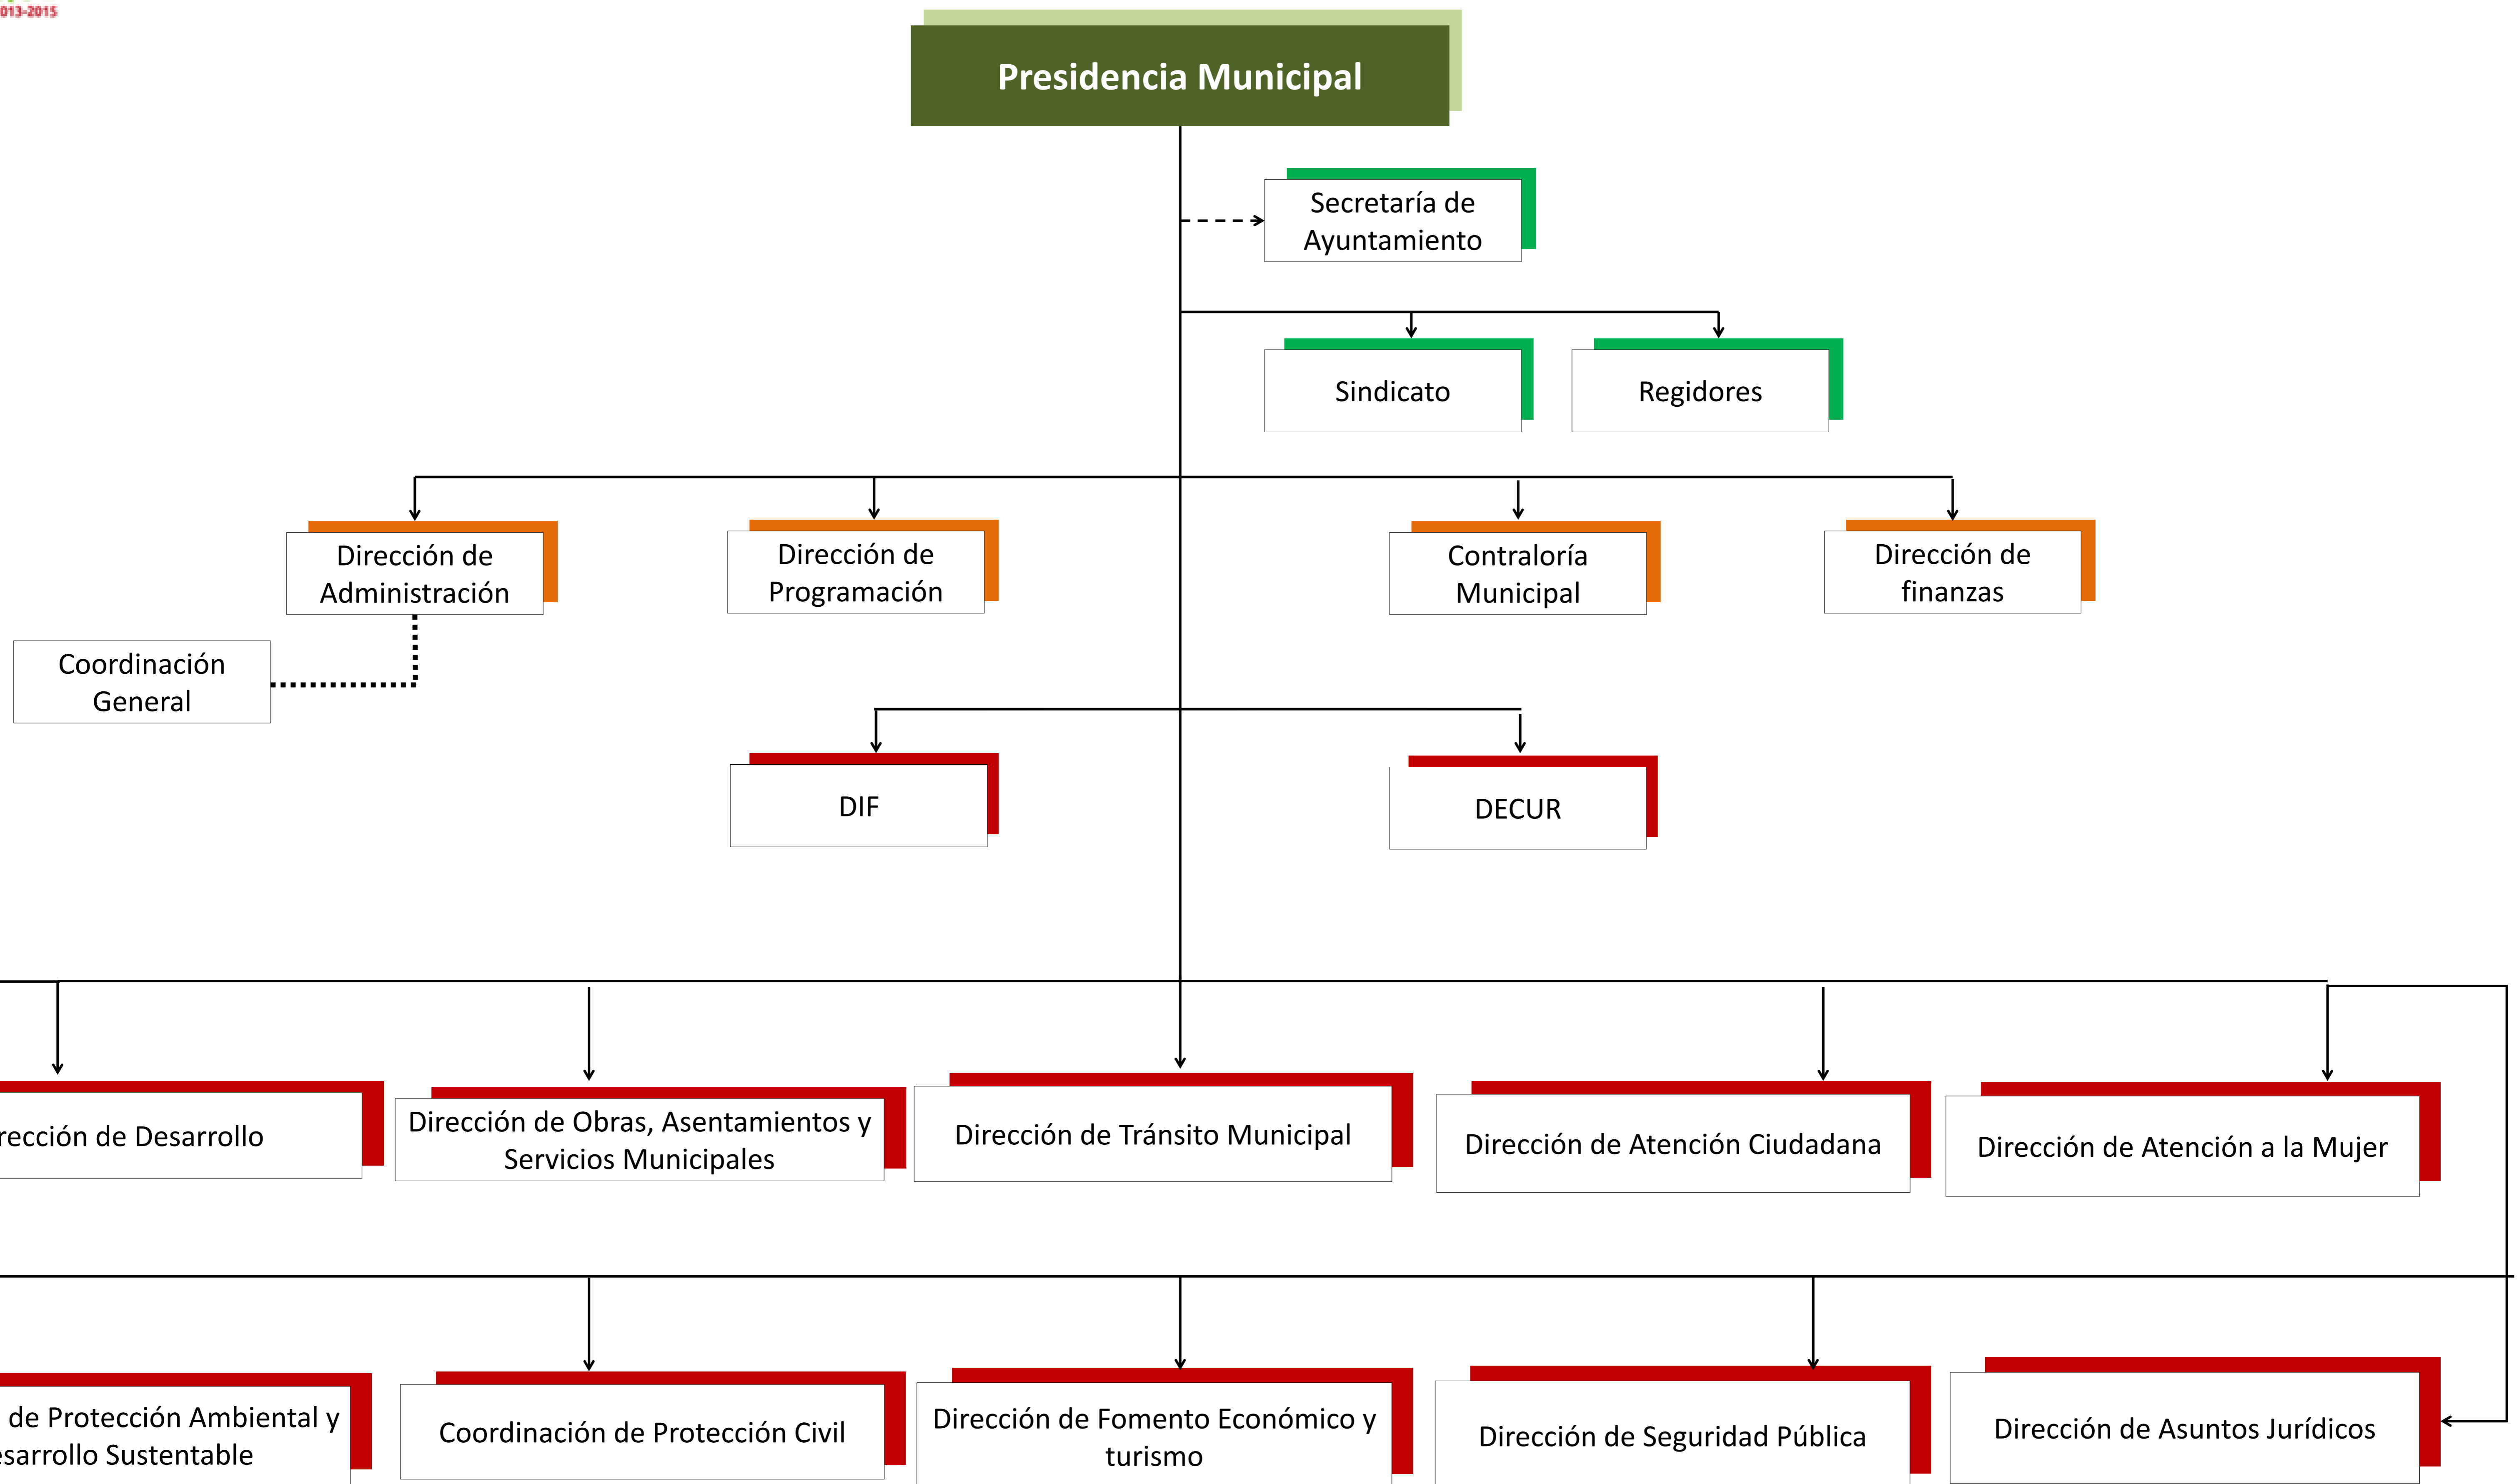 013-2015
Presidencia Municipal
Secretaría de
Ayuntamiento
Sindicato
Regidores
Dirección de
Administración
Dirección de
Programación
Contraloría
Municipal
Dirección de
finanzas
Coordinación
General
DIF
DECUR
rección de Desarrollo
Dirección de Obras, Asentamientos y
Servicios Municipales
Dirección de Tránsito Municipal
Dirección de Atención Ciudadana
Dirección de Atención a la Mujer
de Protección Ambiental y
esarrollo Sustentable
Coordinación de Protección Civil
Dirección de Fomento Económico y
turismo
Dirección de Seguridad Pública
Dirección de Asuntos Jurídicos